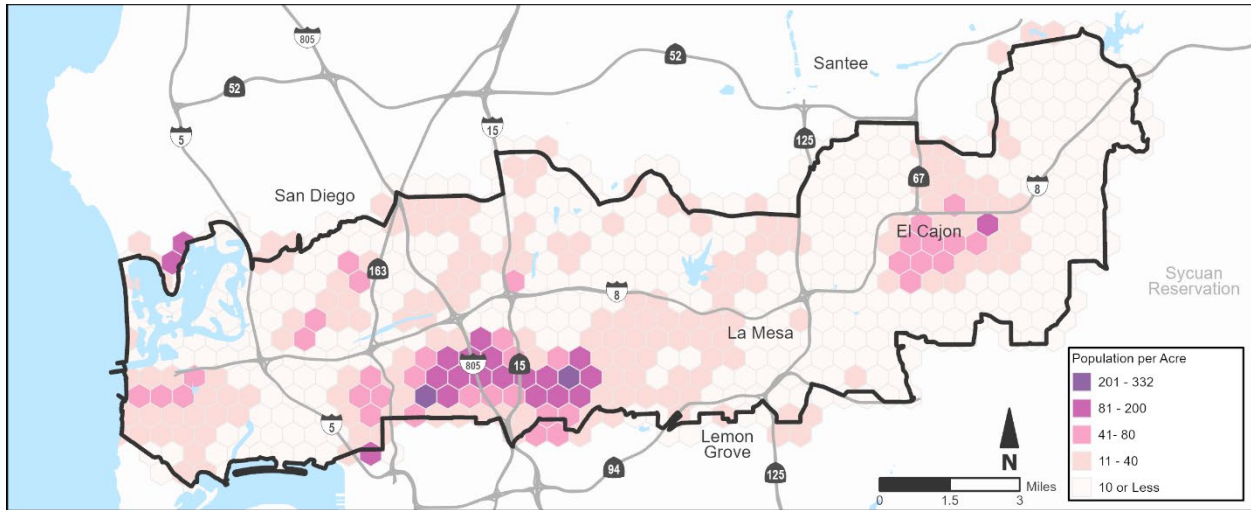 805
52
Santee
52
5
15
125
67
8
San Diego
El Cajon
163
Sycuan
Reservation
8
La Mesa
805
15
5
Lemon
Grove
94
125
N
0 1.5 3 Miles
Population per Acre
201 - 332
81 - 200
41- 80
11 - 40
10 or Less